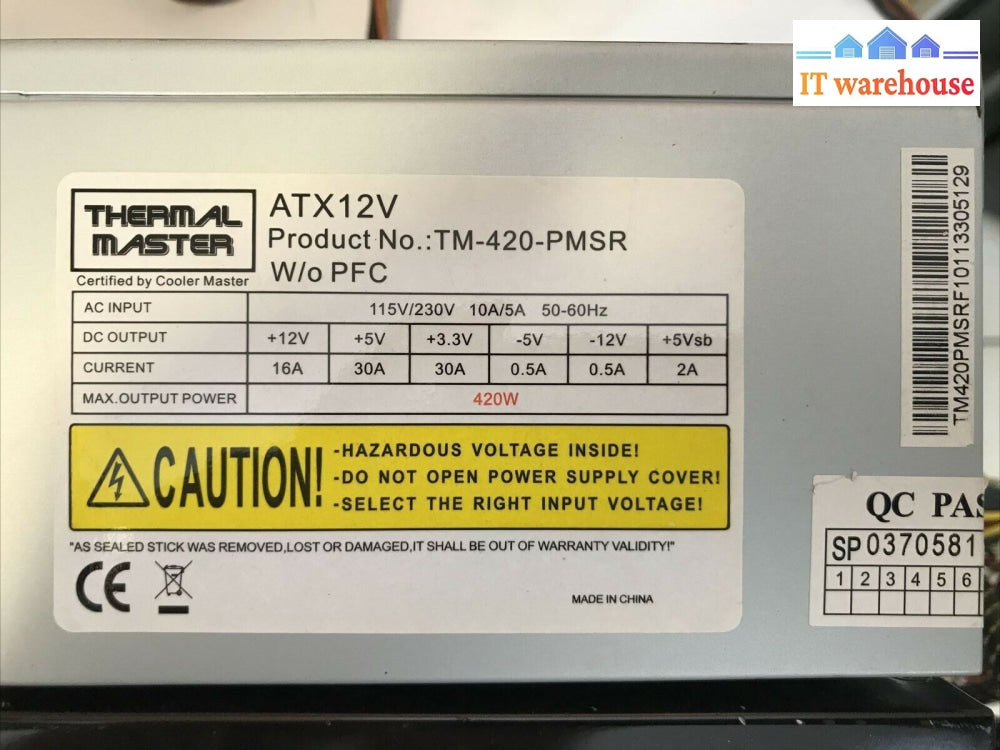 IT warehouse
THERMAL
MASTER
Certified by Cooler Master
ATX12V
Product No.:TM-420-PMSR
W/o PFC
AC INPUT 115V/230V 10A/5A 50-60Hz
DC OUTPUT +12V +5V +3.3V -5V -12V +5Vsb
CURRENT 16A 30A 30A 0.5A 0.5A 2A
MAX.OUTPUT POWER 420W
CAUTION!
-HAZARDOUS VOLTAGE INSIDE!
-DO NOT OPEN POWER SUPPLY COVER!
-SELECT THE RIGHT INPUT VOLTAGE!
"AS SEALED STICK WAS REMOVED,LOST OR DAMAGED,IT SHALL BE OUT OF WARRANTY VALIDITY!"
CE
MADE IN CHINA
TM420PMSRF10113305129
QC PAS
SP0370581
1 2 3 4 5 6